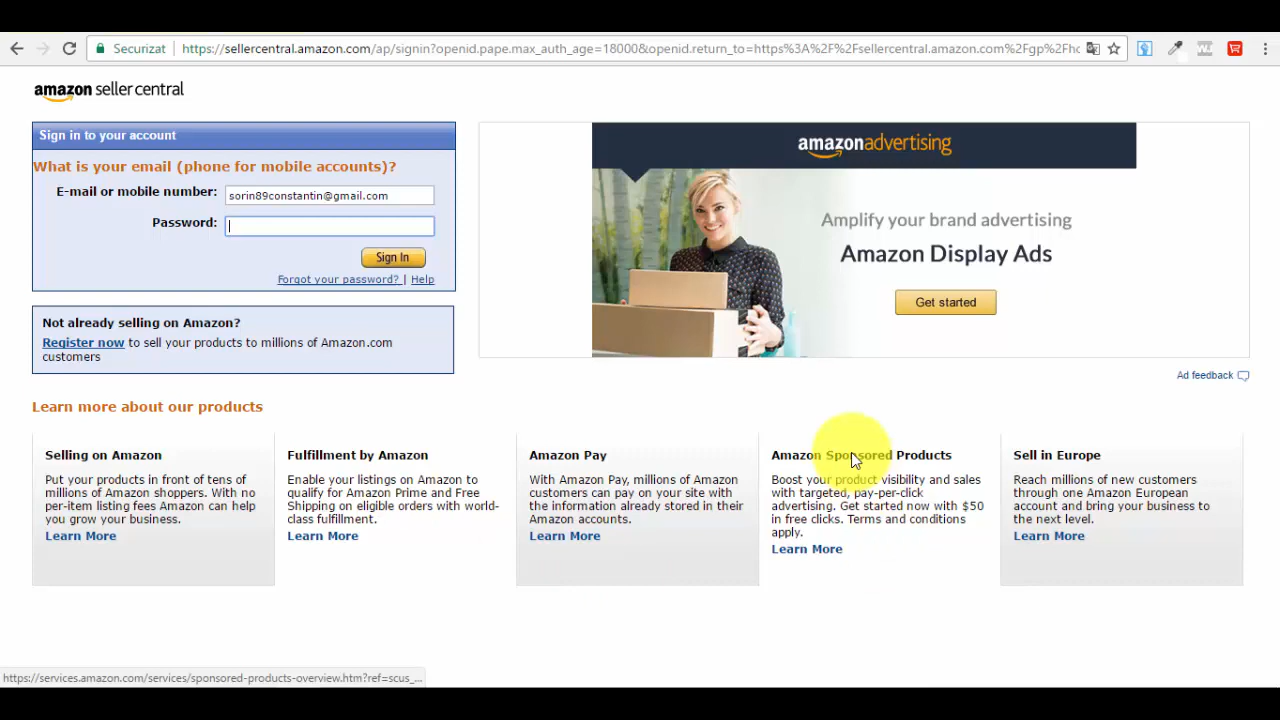 Securizat
https://sellercentral.amazon.com/ap/signin?openid.pape.max_auth_age=18000&openid.return_to=https%3A%2F%2Fsellercentral.amazon.com%2Fgp%2Fhc
amazon seller central
Sign in to your account
What is your email (phone for mobile accounts)?
E-mail or mobile number: sorin89constantin@gmail.com
Password:
Sign In
Forgot your password? | Help
Not already selling on Amazon?
Register now to sell your products to millions of Amazon.com
customers
amazonadvertising
Amplify your brand advertising
Amazon Display Ads
Get started
Ad feedback
Learn more about our products
Selling on Amazon
Put your products in front of tens of
millions of Amazon shoppers. With no
per-item listing fees Amazon can help
you grow your business.
Learn More
Fulfillment by Amazon
Enable your listings on Amazon to
qualify for Amazon Prime and Free
Shipping on eligible orders with world-
class fulfillment.
Learn More
Amazon Pay
With Amazon Pay, millions of Amazon
customers can pay on your site with
the information already stored in their
Amazon accounts.
Learn More
Amazon Sponsored Products
Boost your product visibility and sales
with targeted, pay-per-click
advertising. Get started now with $50
in free clicks. Terms and conditions
apply.
Learn More
Sell in Europe
Reach millions of new customers
through one Amazon European
account and bring your business to
the next level.
Learn More
https://services.amazon.com/services/sponsored-products-overview.htm?ref=scus_...